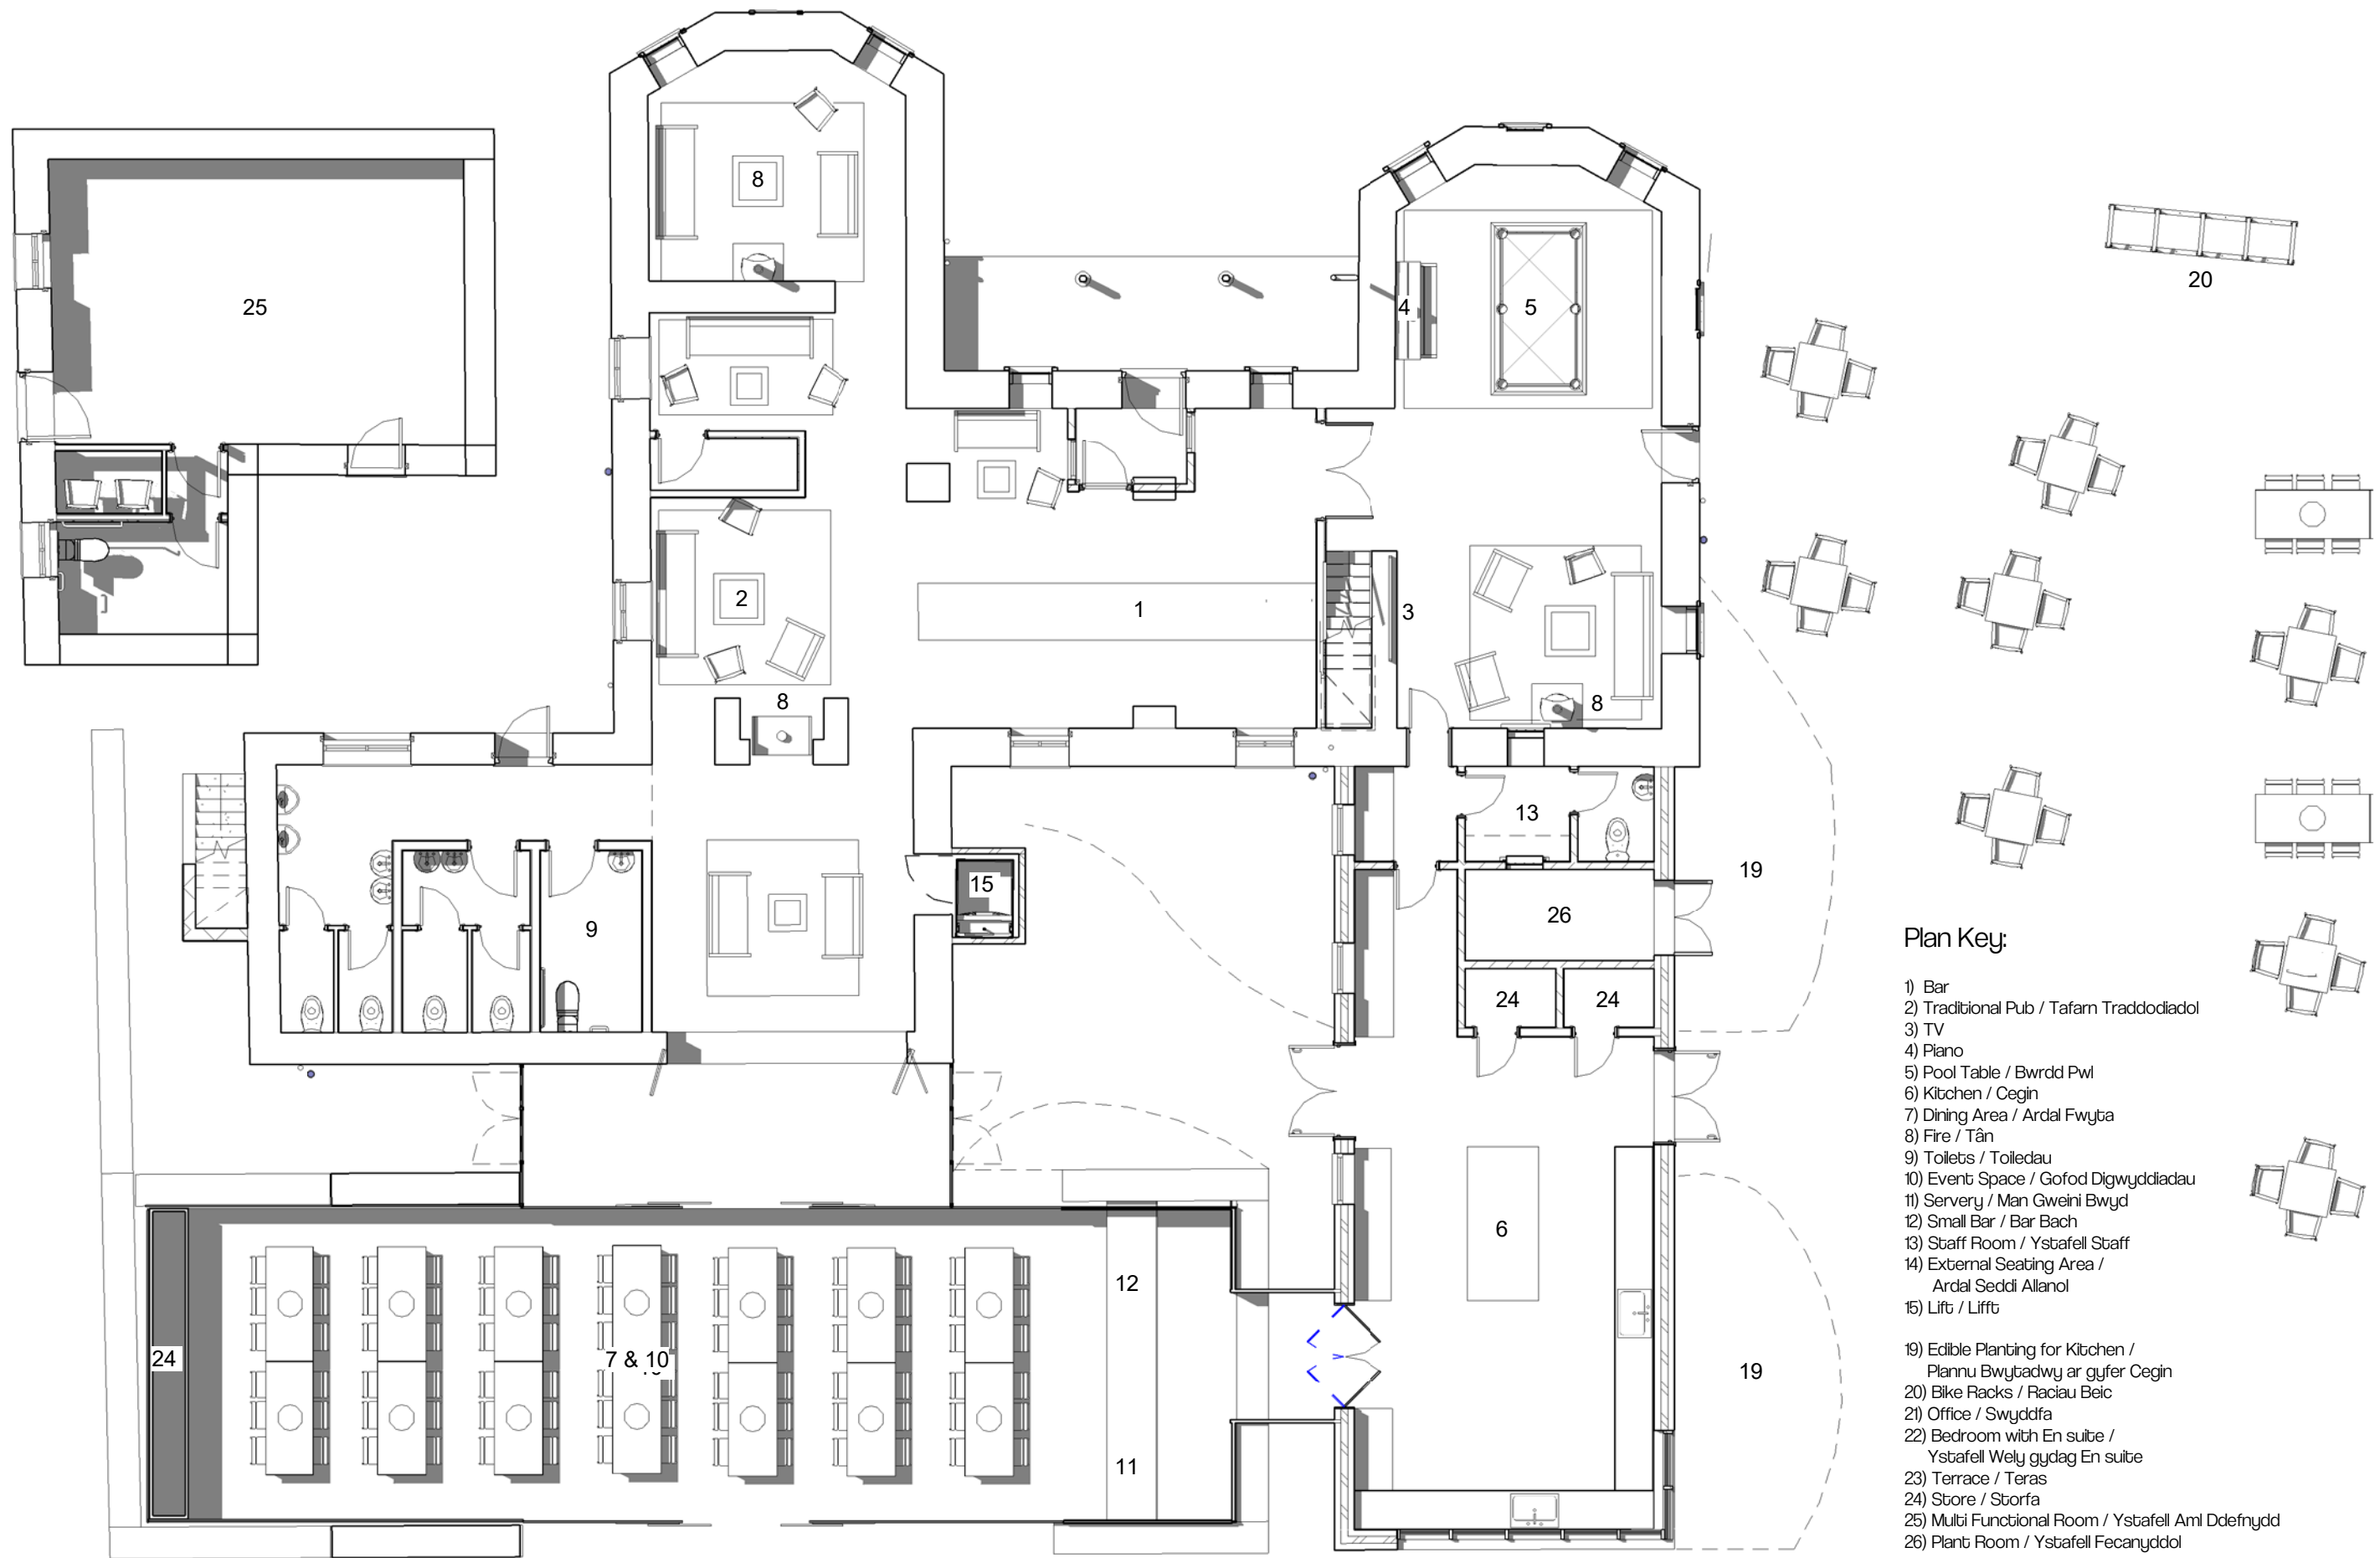 8
25
4
5
20
2
1
3
8
8
13
15
19
9
26
24
24
12
6
7 & 10
24
11
19
Plan Key:
1) Bar
2) Traditional Pub / Tafarn Traddodiadol
3) TV
4) Piano
5) Pool Table / Bwrdd Pwl
6) Kitchen / Cegin
7) Dining Area / Ardal Fwyta
8) Fire / Tân
9) Toilets / Toiledau
10) Event Space / Gofod Digwyddiadau
11) Servery / Man Gweini Bwyd
12) Small Bar / Bar Bach
13) Staff Room / Ystafell Staff
14) External Seating Area /
Ardal Seddi Allanol
15) Lift / Lifft
19) Edible Planting for Kitchen /
Plannu Bwytadwy ar gyfer Cegin
20) Bike Racks / Raciau Beic
21) Office / Swyddfa
22) Bedroom with En suite /
Ystafell Wely gydag En suite
23) Terrace / Teras
24) Store / Storfa
25) Multi Functional Room / Ystafell Aml Ddefnydd
26) Plant Room / Ystafell Fecanyddol